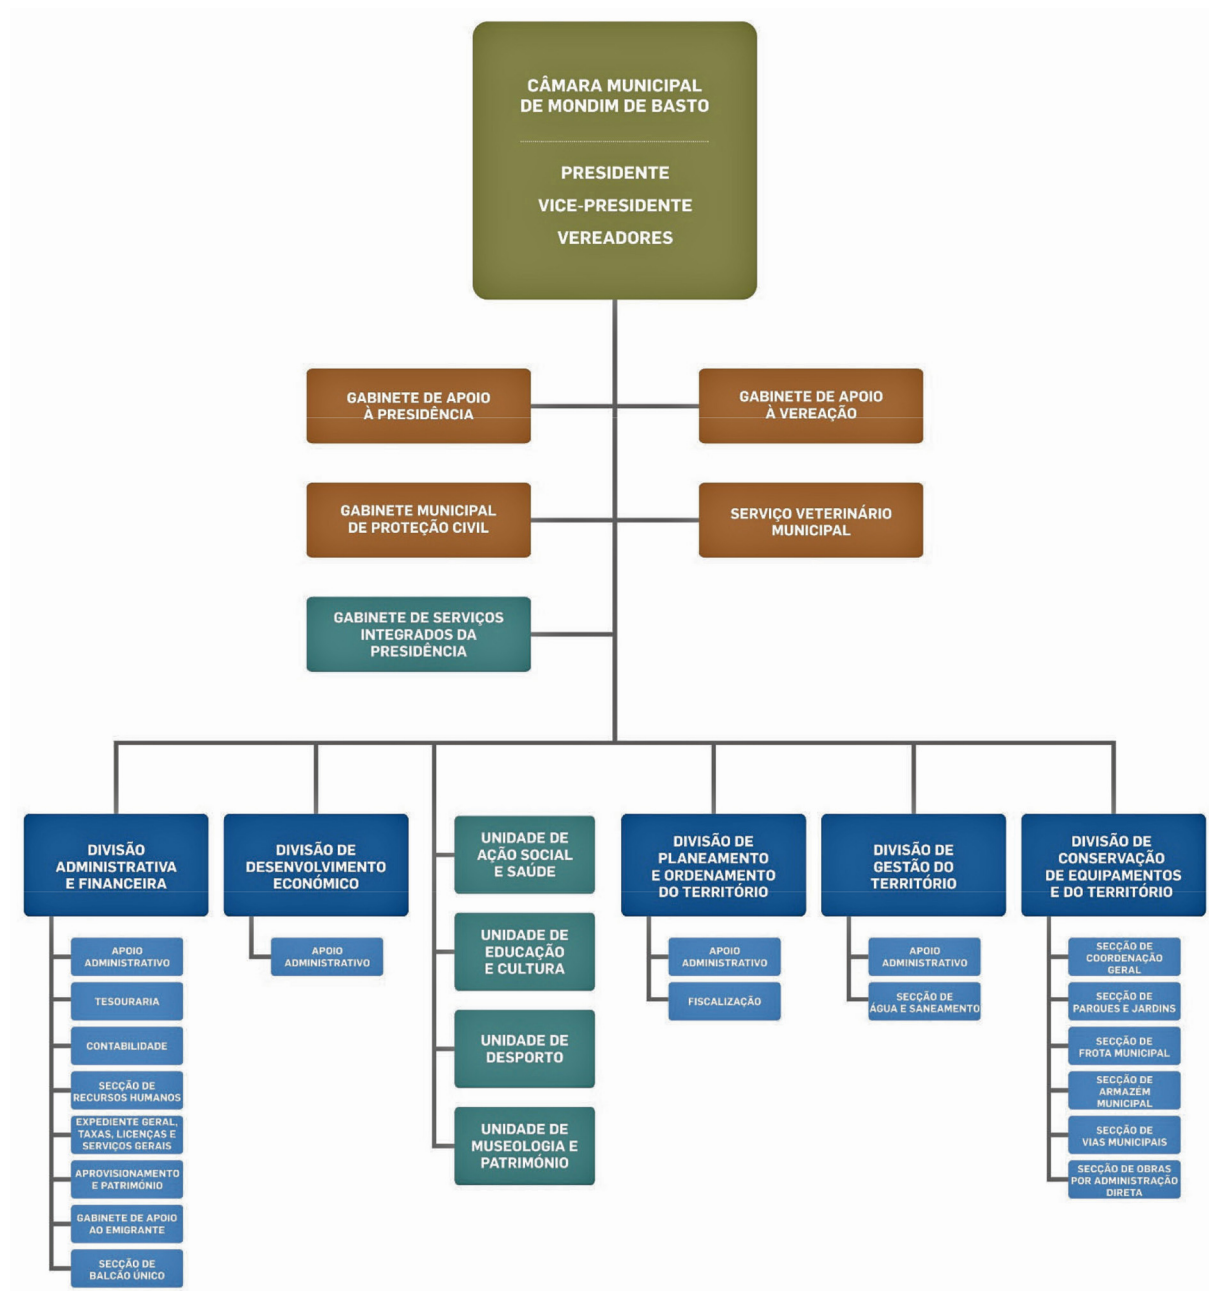 CÂMARA MUNICIPAL
DE MONDIM DE BASTO
PRESIDENTE
VICE-PRESIDENTE
VEREADORES
GABINETE DE APOIO
À PRESIDÊNCIA
GABINETE DE APOIO
À VEREAÇÃO
GABINETE MUNICIPAL
DE PROTEÇÃO CIVIL
SERVIÇO VETERINÁRIO
MUNICIPAL
GABINETE DE SERVIÇOS
INTEGRADOS DA
PRESIDÊNCIA
DIVISÃO
ADMINISTRATIVA
E FINANCEIRA
APOIO
ADMINISTRATIVO
TESOURARIA
CONTABILIDADE
SECÇÃO DE
RECURSOS HUMANOS
EXPEDIENTE GERAL,
TAXAS, LICENÇAS E
SERVIÇOS GERAIS
APROVISIONAMENTO
E PATRIMÓNIO
GABINETE DE APOIO
AO EMIGRANTE
SECÇÃO DE
BALCÃO ÚNICO
DIVISÃO DE
DESENVOLVIMENTO
ECONÓMICO
APOIO
ADMINISTRATIVO
UNIDADE DE
AÇÃO SOCIAL
E SAÚDE
UNIDADE DE
EDUCAÇÃO
E CULTURA
UNIDADE DE
DESPORTO
UNIDADE DE
MUSEOLOGIA E
PATRIMÓNIO
DIVISÃO DE
PLANEAMENTO
E ORDENAMENTO
DO TERRITÓRIO
APOIO
ADMINISTRATIVO
FISCALIZAÇÃO
DIVISÃO DE
GESTÃO DO
TERRITÓRIO
APOIO
ADMINISTRATIVO
SECÇÃO DE
ÁGUA E SANEAMENTO
DIVISÃO DE
CONSERVAÇÃO
DE EQUIPAMENTOS
E DO TERRITÓRIO
SECÇÃO DE
COORDENAÇÃO
GERAL
SECÇÃO DE
PARQUES E JARDINS
SECÇÃO DE
FROTA MUNICIPAL
SECÇÃO DE
ARMAZÉM
MUNICIPAL
SECÇÃO DE
VIAS MUNICIPAIS
SECÇÃO DE OBRAS
POR ADMINISTRAÇÃO
DIRETA